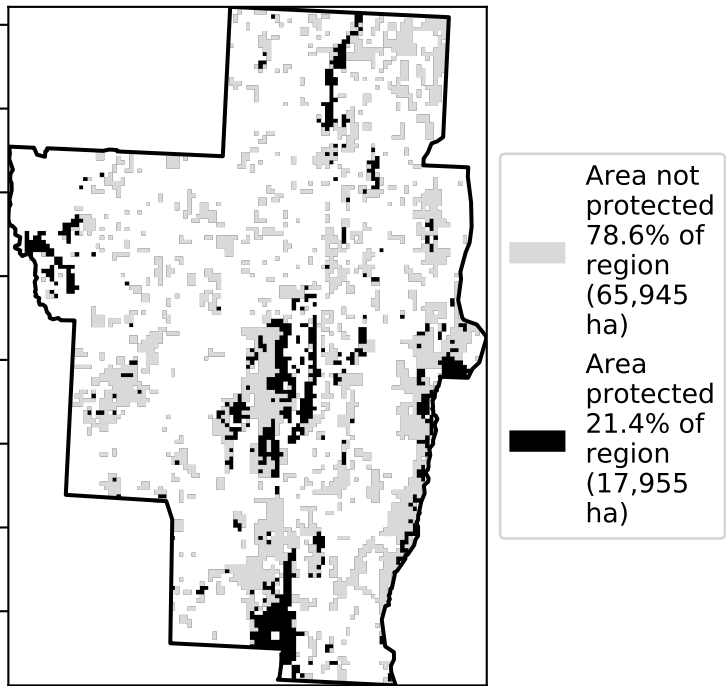 Area not
protected
78.6% of
region
(65,945
ha)
Area
protected
21.4% of
region
(17,955
ha)